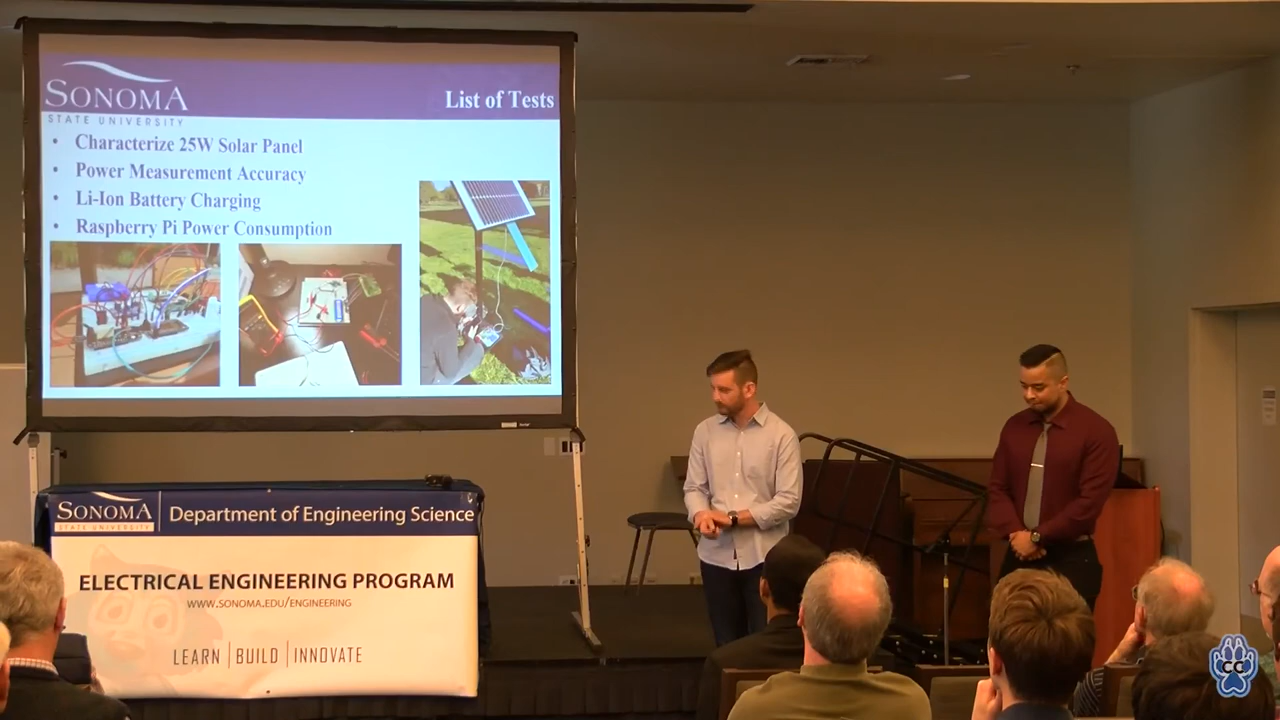 SONOMA
STATE UNIVERSITY
List of Tests
• Characterize 25W Solar Panel
• Power Measurement Accuracy
• Li-Ion Battery Charging
• Raspberry Pi Power Consumption
SONOMA
STATE UNIVERSITY
Department of Engineering Science
ELECTRICAL ENGINEERING PROGRAM
WWW.SONOMA.EDU/ENGINEERING
LEARN | BUILD | INNOVATE
CC